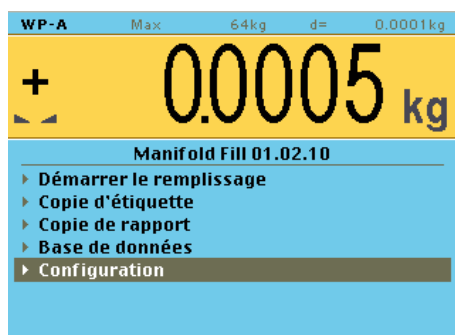 WP-A Max 64kg d= 0.0001kg
+ 0.0005 kg
Manifold Fill 01.02.10
Démarrer le remplissage
Copie d'étiquette
Copie de rapport
Base de données
Configuration